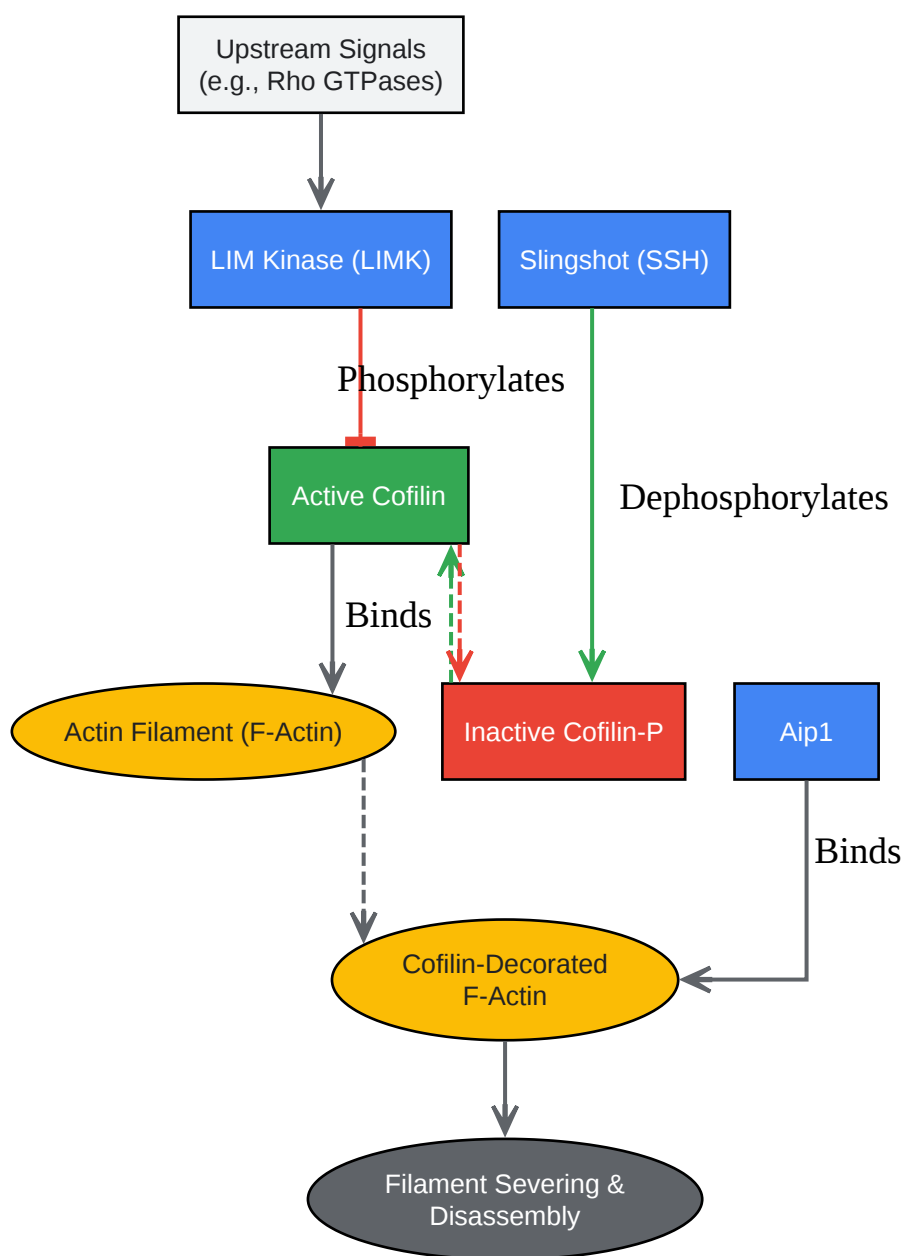 Upstream Signals
(e.g., Rho GTPases)
LIM Kinase (LIMK)
Slingshot (SSH)
Phosphorylates
Active Cofilin
Dephosphorylates
Binds
Actin Filament (F-Actin)
Inactive Cofilin-P
Aip1
Binds
Cofilin-Decorated
F-Actin
Filament Severing &
Disassembly